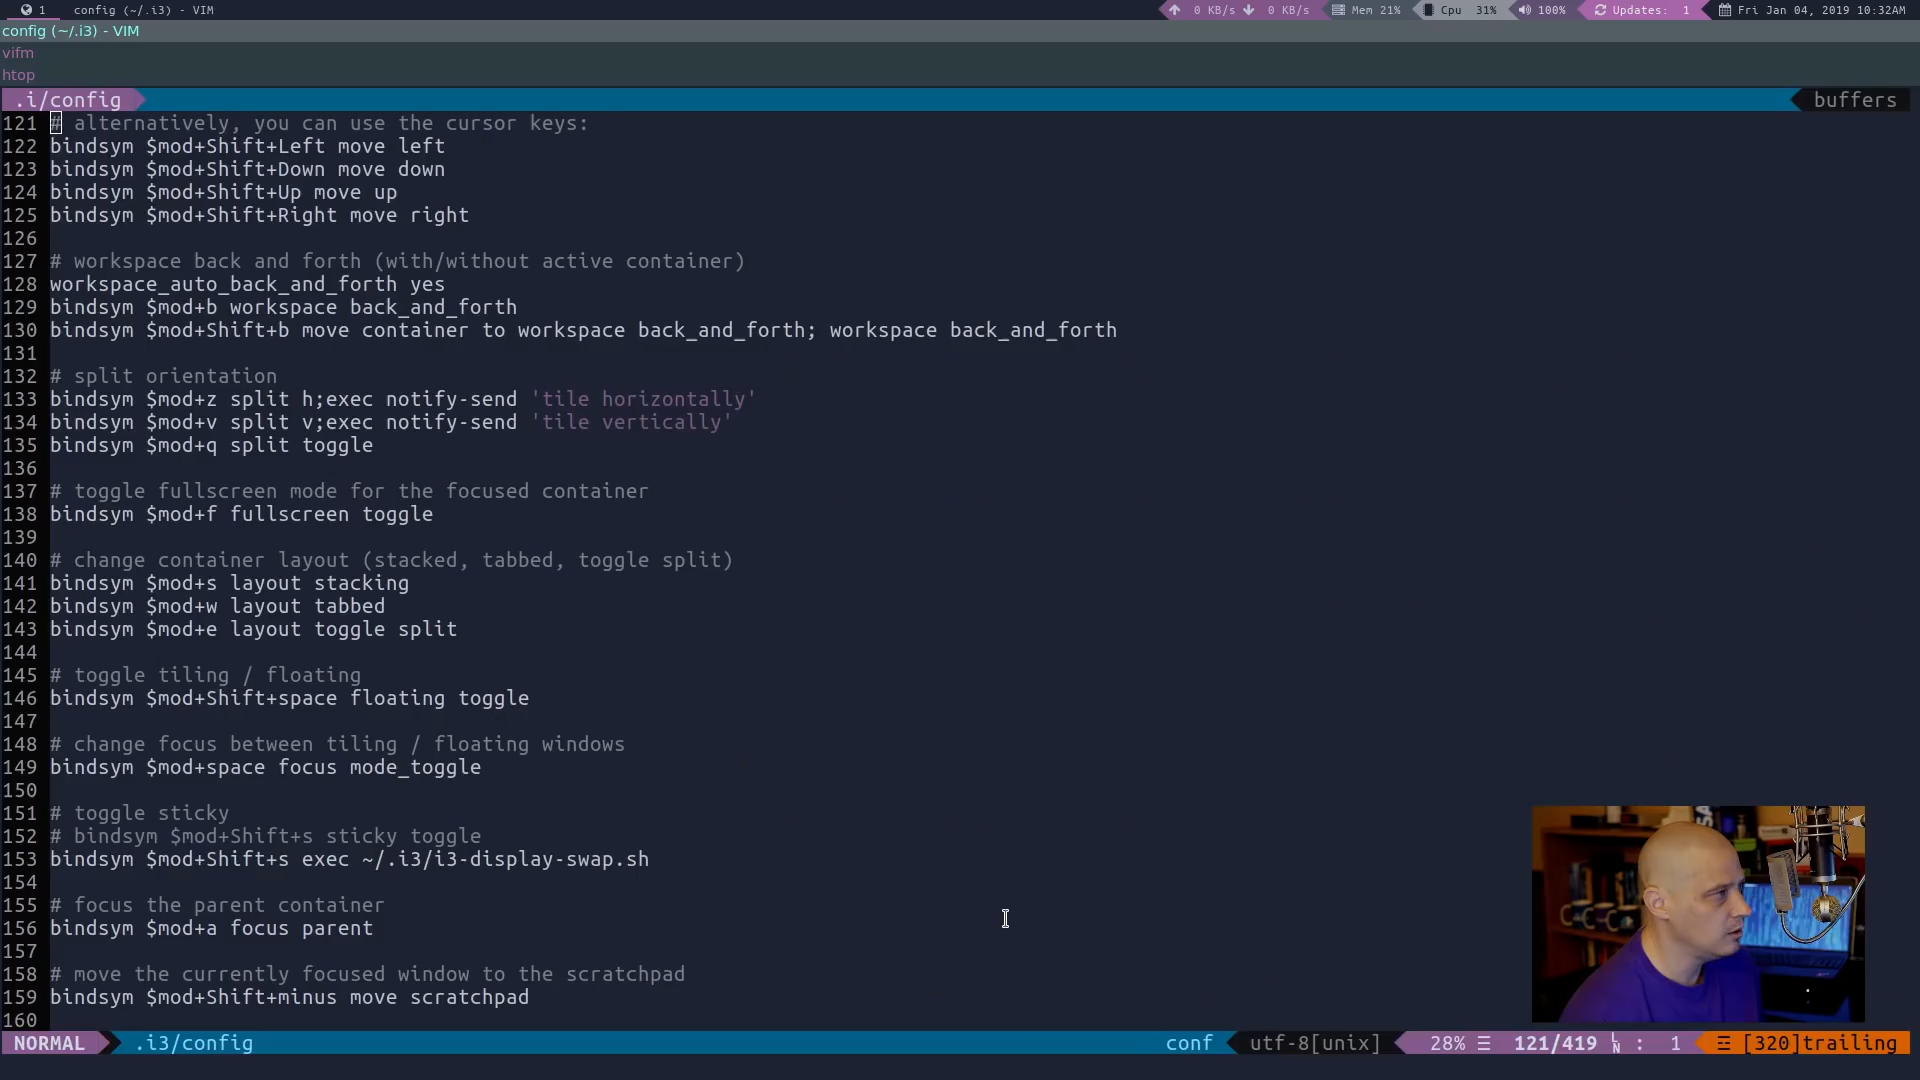 1 config (~/.i3) - VIM 0 KB/s 0 KB/s Mem 21% Cpu 31% 100% Updates: 1 Fri Jan 04, 2019 10:32AM
config (~/.i3) - VIM
vifm
htop
.i/config buffers
121 # alternatively, you can use the cursor keys:
122 bindsym $mod+Shift+Left move left
123 bindsym $mod+Shift+Down move down
124 bindsym $mod+Shift+Up move up
125 bindsym $mod+Shift+Right move right
126
127 # workspace back and forth (with/without active container)
128 workspace_auto_back_and_forth yes
129 bindsym $mod+b workspace back_and_forth
130 bindsym $mod+Shift+b move container to workspace back_and_forth; workspace back_and_forth
131
132 # split orientation
133 bindsym $mod+z split h;exec notify-send 'tile horizontally'
134 bindsym $mod+v split v;exec notify-send 'tile vertically'
135 bindsym $mod+q split toggle
136
137 # toggle fullscreen mode for the focused container
138 bindsym $mod+f fullscreen toggle
139
140 # change container layout (stacked, tabbed, toggle split)
141 bindsym $mod+s layout stacking
142 bindsym $mod+w layout tabbed
143 bindsym $mod+e layout toggle split
144
145 # toggle tiling / floating
146 bindsym $mod+Shift+space floating toggle
147
148 # change focus between tiling / floating windows
149 bindsym $mod+space focus mode_toggle
150
151 # toggle sticky
152 # bindsym $mod+Shift+s sticky toggle
153 bindsym $mod+Shift+s exec ~/.i3/i3-display-swap.sh
154
155 # focus the parent container
156 bindsym $mod+a focus parent
157
158 # move the currently focused window to the scratchpad
159 bindsym $mod+Shift+minus move scratchpad
160
NORMAL .i3/config conf utf-8[unix] 28% ☰ 121/419 LN : 1 ☲ [320]trailing